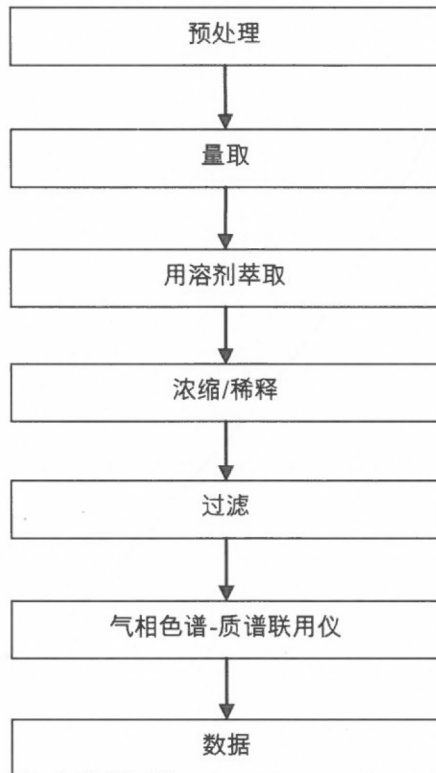 预处理
量取
用溶剂萃取
浓缩/稀释
过滤
气相色谱-质谱联用仪
数据